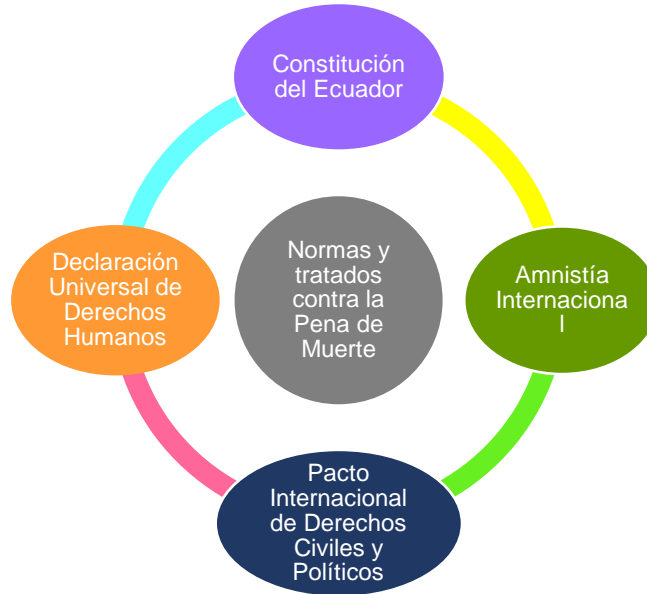 Constitución
del Ecuador
Declaración
Universal de
Derechos
Humanos
Normas y
tratados
contra la
Pena de
Muerte
Amnistía
Internaciona
l
Pacto
Internacional
de Derechos
Civiles y
Políticos